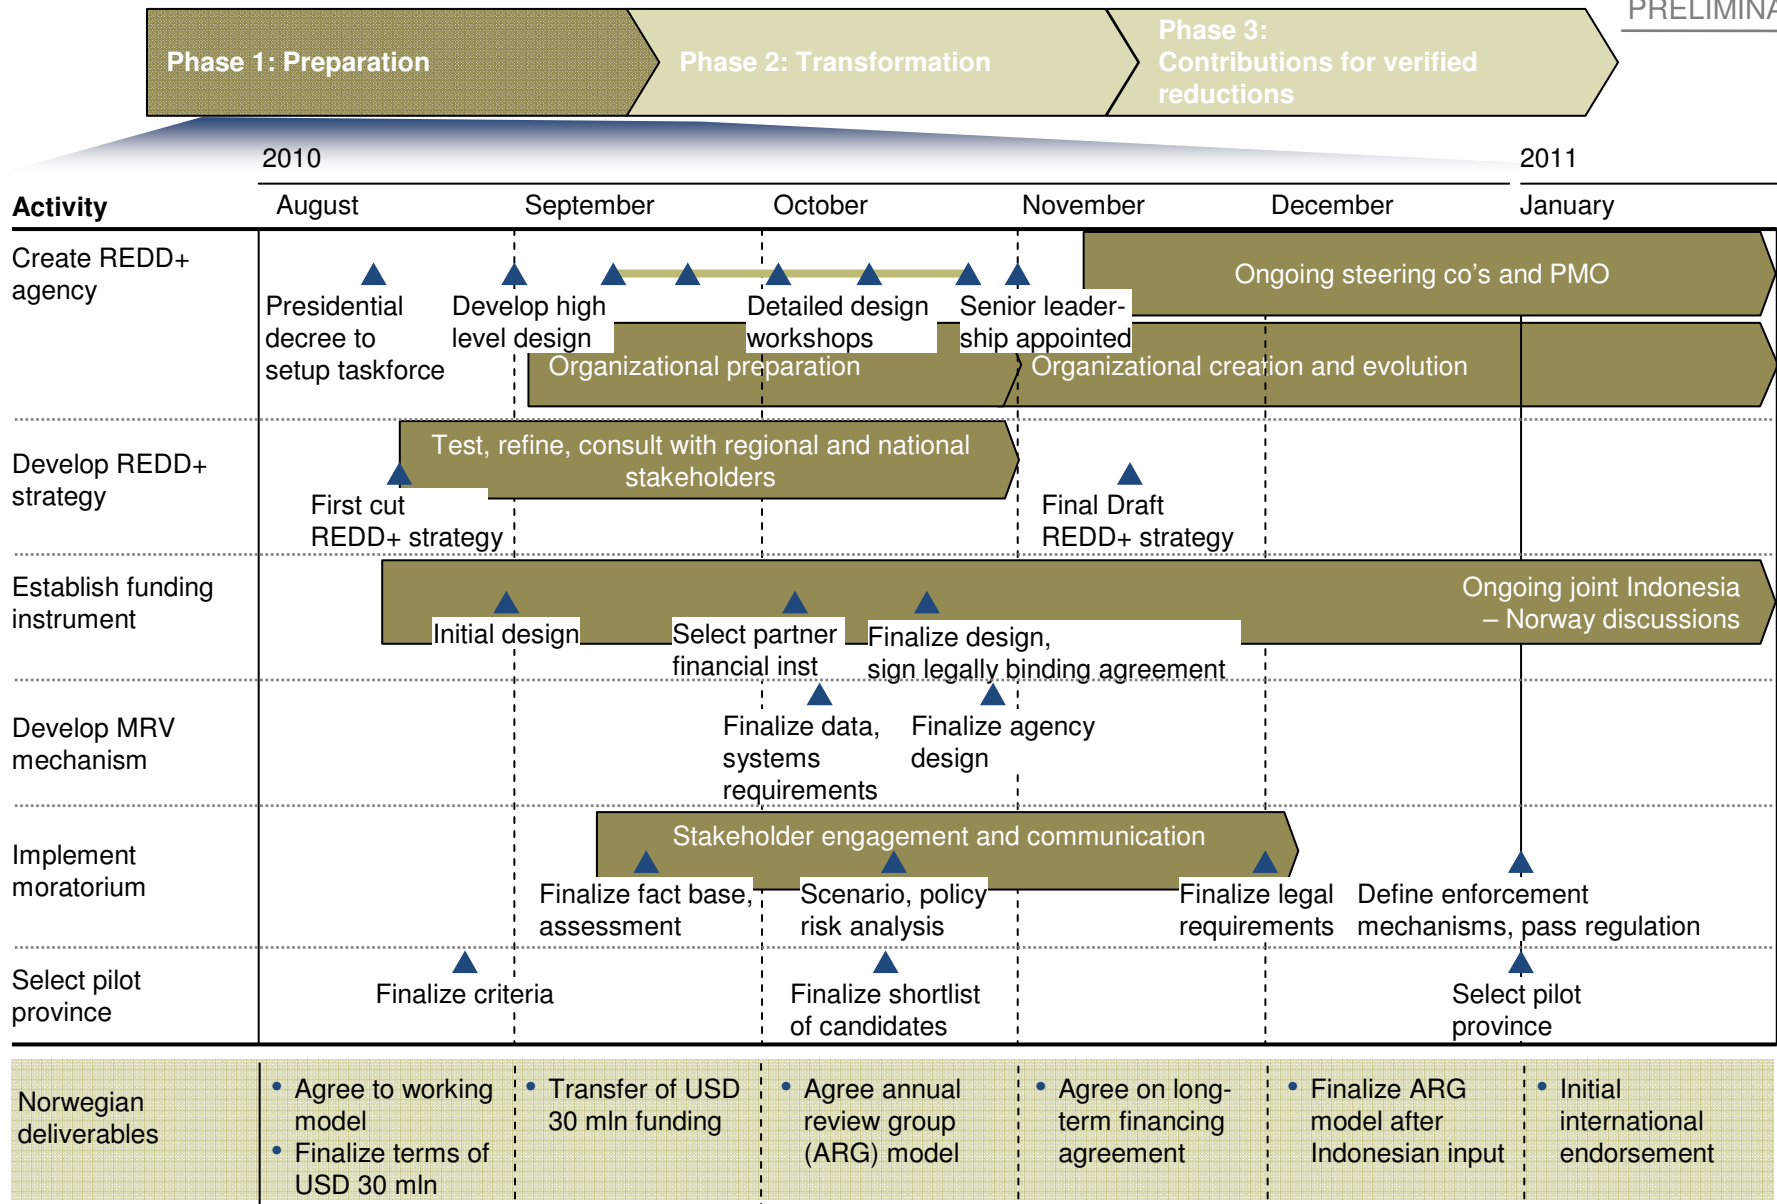 PRELIMINA
Phase 1: Preparation
Phase 2: Transformation
Phase 3:
Contributions for verified
reductions
2010
2011
Activity
August
September
October
November
December
January
Create REDD+
agency
Ongoing steering co's and PMO
Presidential
decree to
setup taskforce
Develop high
level design
Detailed design
workshops
Senior leader-
ship appointed
Organizational preparation
Organizational creation and evolution
Develop REDD+
strategy
Test, refine, consult with regional and national
stakeholders
First cut
REDD+ strategy
Final Draft
REDD+ strategy
Establish funding
instrument
Ongoing joint Indonesia
– Norway discussions
Initial design
Select partner
financial inst
Finalize design,
sign legally binding agreement
Develop MRV
mechanism
Finalize data,
systems
requirements
Finalize agency
design
Implement
moratorium
Stakeholder engagement and communication
Finalize fact base,
assessment
Scenario, policy
risk analysis
Finalize legal
requirements
Define enforcement
mechanisms, pass regulation
Select pilot
province
Finalize criteria
Finalize shortlist
of candidates
Select pilot
province
Norwegian
deliverables
• Agree to working
model
• Finalize terms of
USD 30 mln
• Transfer of USD
30 mln funding
• Agree annual
review group
(ARG) model
• Agree on long-
term financing
agreement
• Finalize ARG
model after
Indonesian input
• Initial
international
endorsement